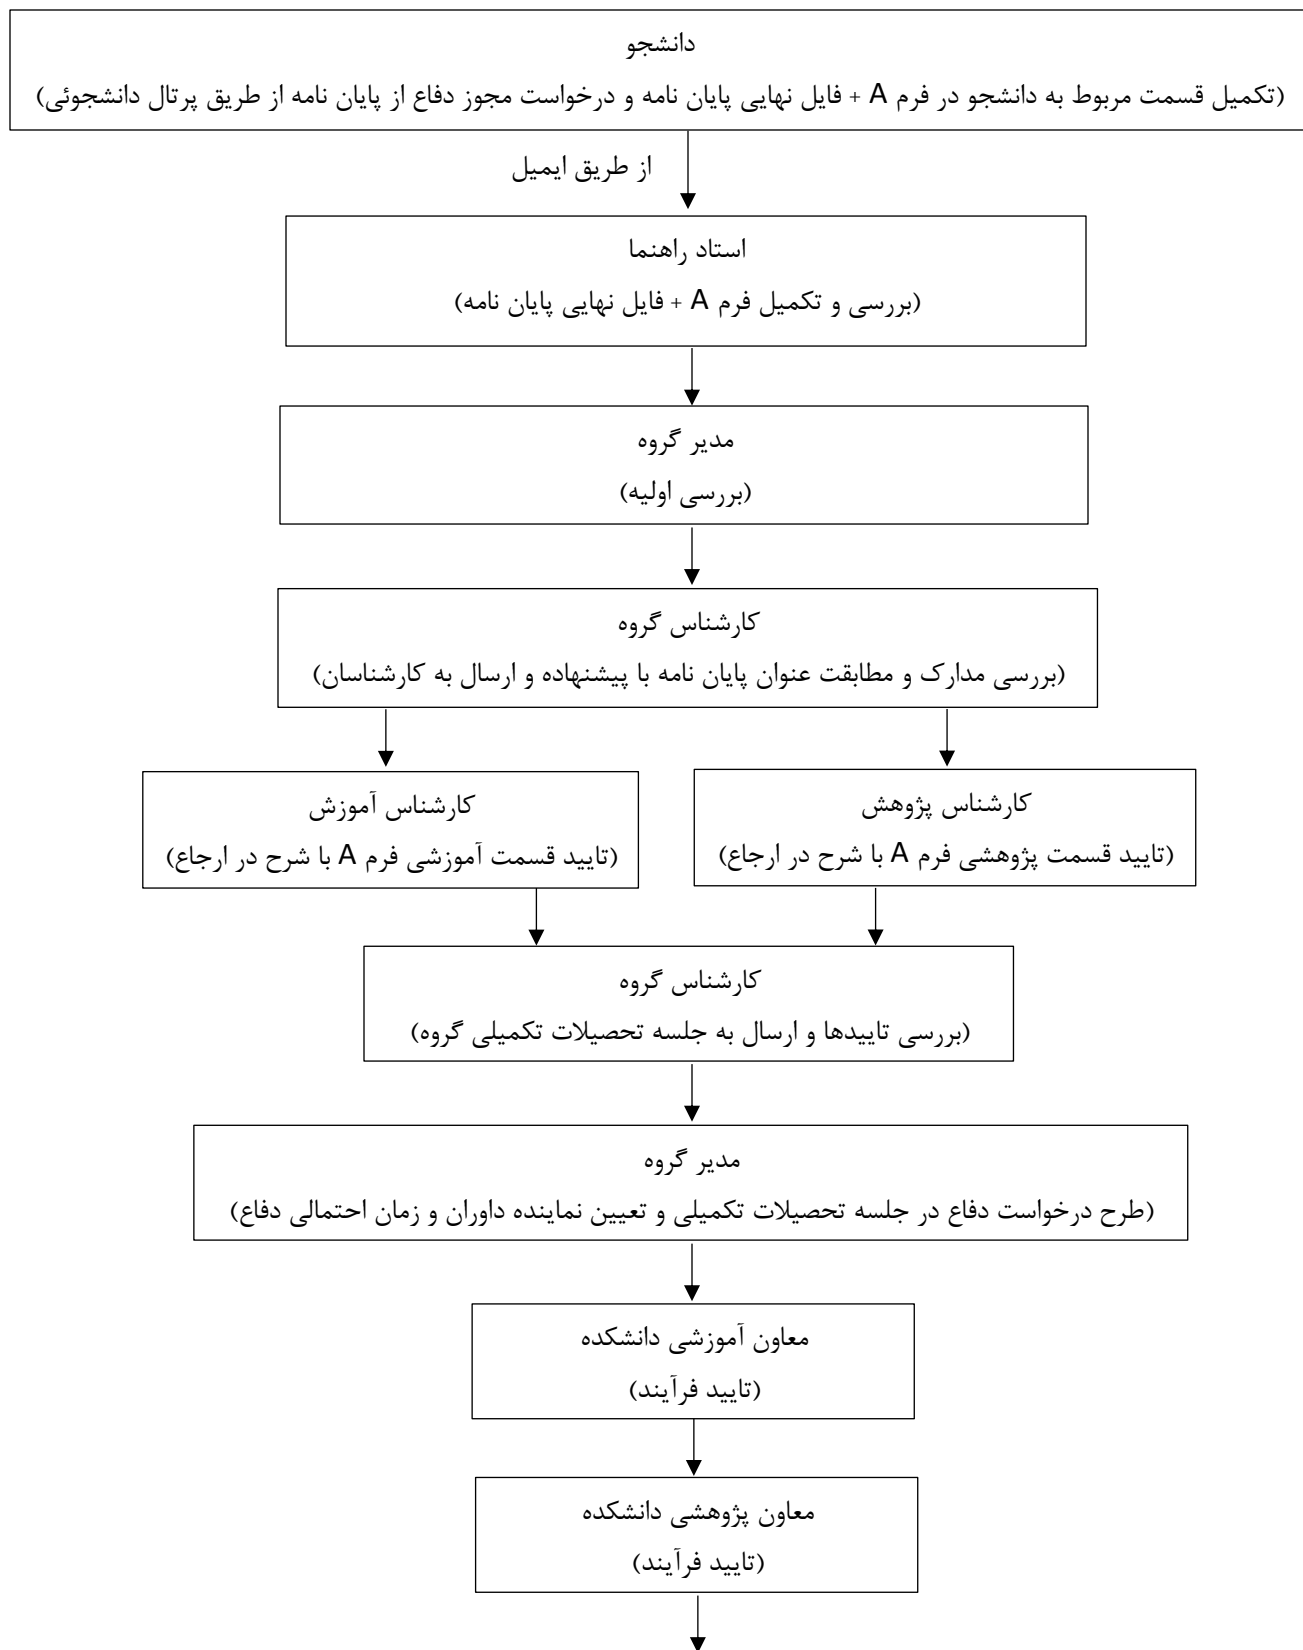 دانشجو
(تکمیل قسمت مربوط به دانشجو در فرم A + فایل نهایی پایان نامه و درخواست مجوز دفاع از پایان نامه از طریق پرتال دانشجوئی)
از طریق ایمیل
استاد راهنما
(بررسی و تکمیل فرم A + فایل نهایی پایان نامه)
مدیر گروه
(بررسی اولیه)
کارشناس گروه
(بررسی مدارک و مطابقت عنوان پایان نامه با پیشنهاده و ارسال به کارشناسان)
کارشناس پژوهش
(تایید قسمت پژوهشی فرم A با شرح در ارجاع)
کارشناس آموزش
(تایید قسمت آموزشی فرم A با شرح در ارجاع)
کارشناس گروه
(بررسی تاییدها و ارسال به جلسه تحصیلات تکمیلی گروه)
مدیر گروه
(طرح درخواست دفاع در جلسه تحصیلات تکمیلی و تعیین نماینده داوران و زمان احتمالی دفاع)
معاون آموزشی دانشکده
(تایید فرآیند)
معاون پژوهشی دانشکده
(تایید فرآیند)